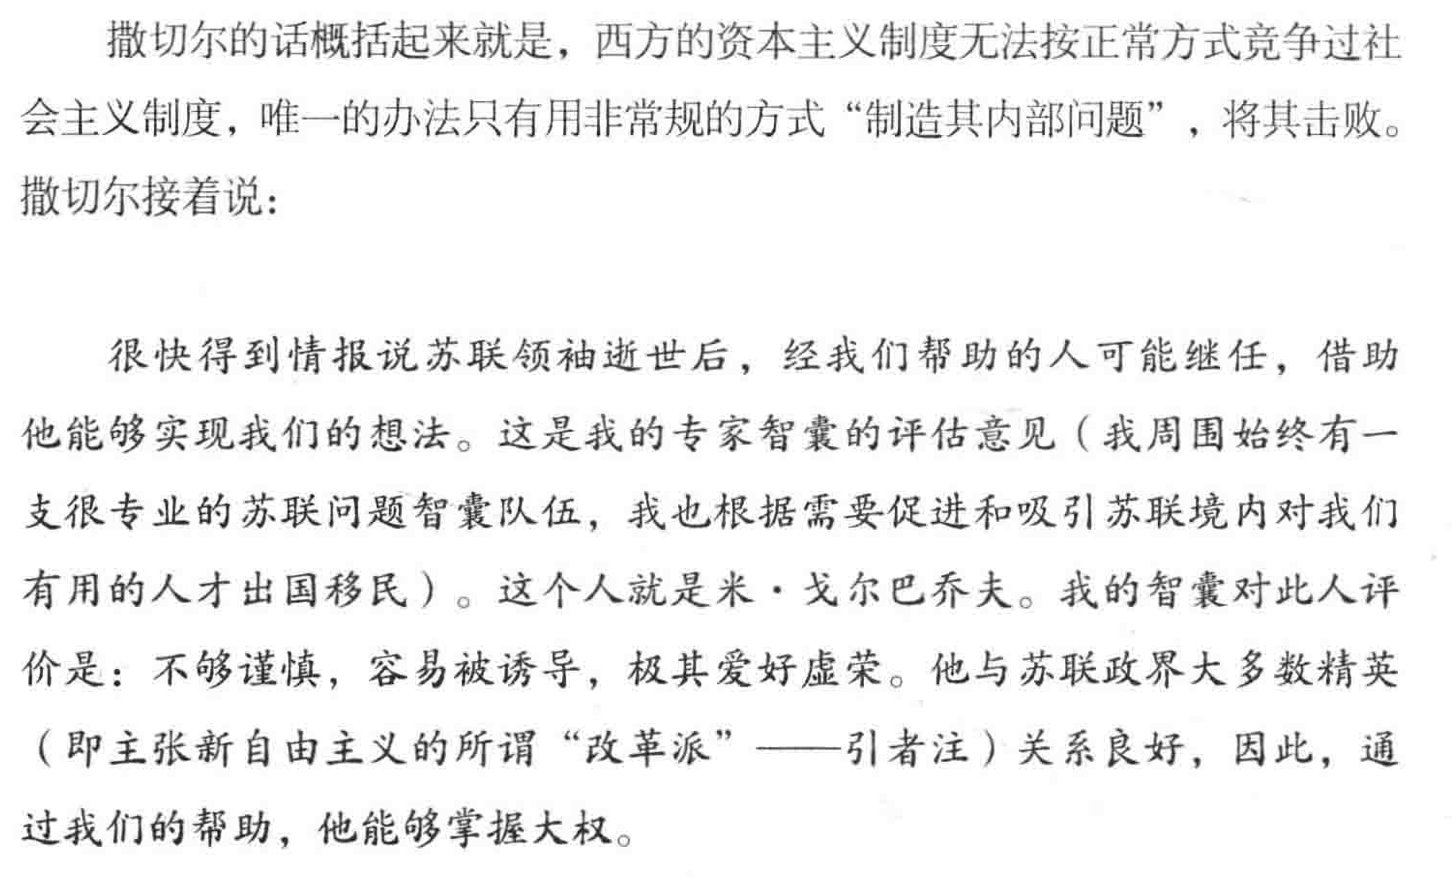 撒切尔的话概括起来就是，西方的资本主义制度无法按正常方式竞争过社
会主义制度，唯一的办法只有用非常规的方式“制造其内部问题”，将其击败。
撒切尔接着说：
很快得到情报说苏联领袖逝世后，经我们帮助的人可能继任，借助
他能够实现我们的想法。这是我的专家智囊的评估意见（我周围始终有一
支很专业的苏联问题智囊队伍，我也根据需要促进和吸引苏联境内对我们
有用的人才出国移民）。这个人就是米·戈尔巴乔夫。我的智囊对此人评
价是：不够谨慎，容易被诱导，极其爱好虚荣。他与苏联政界大多数精英
（即主张新自由主义的所谓“改革派”——引者注）关系良好，因此，通
过我们的帮助，他能够掌握大权。